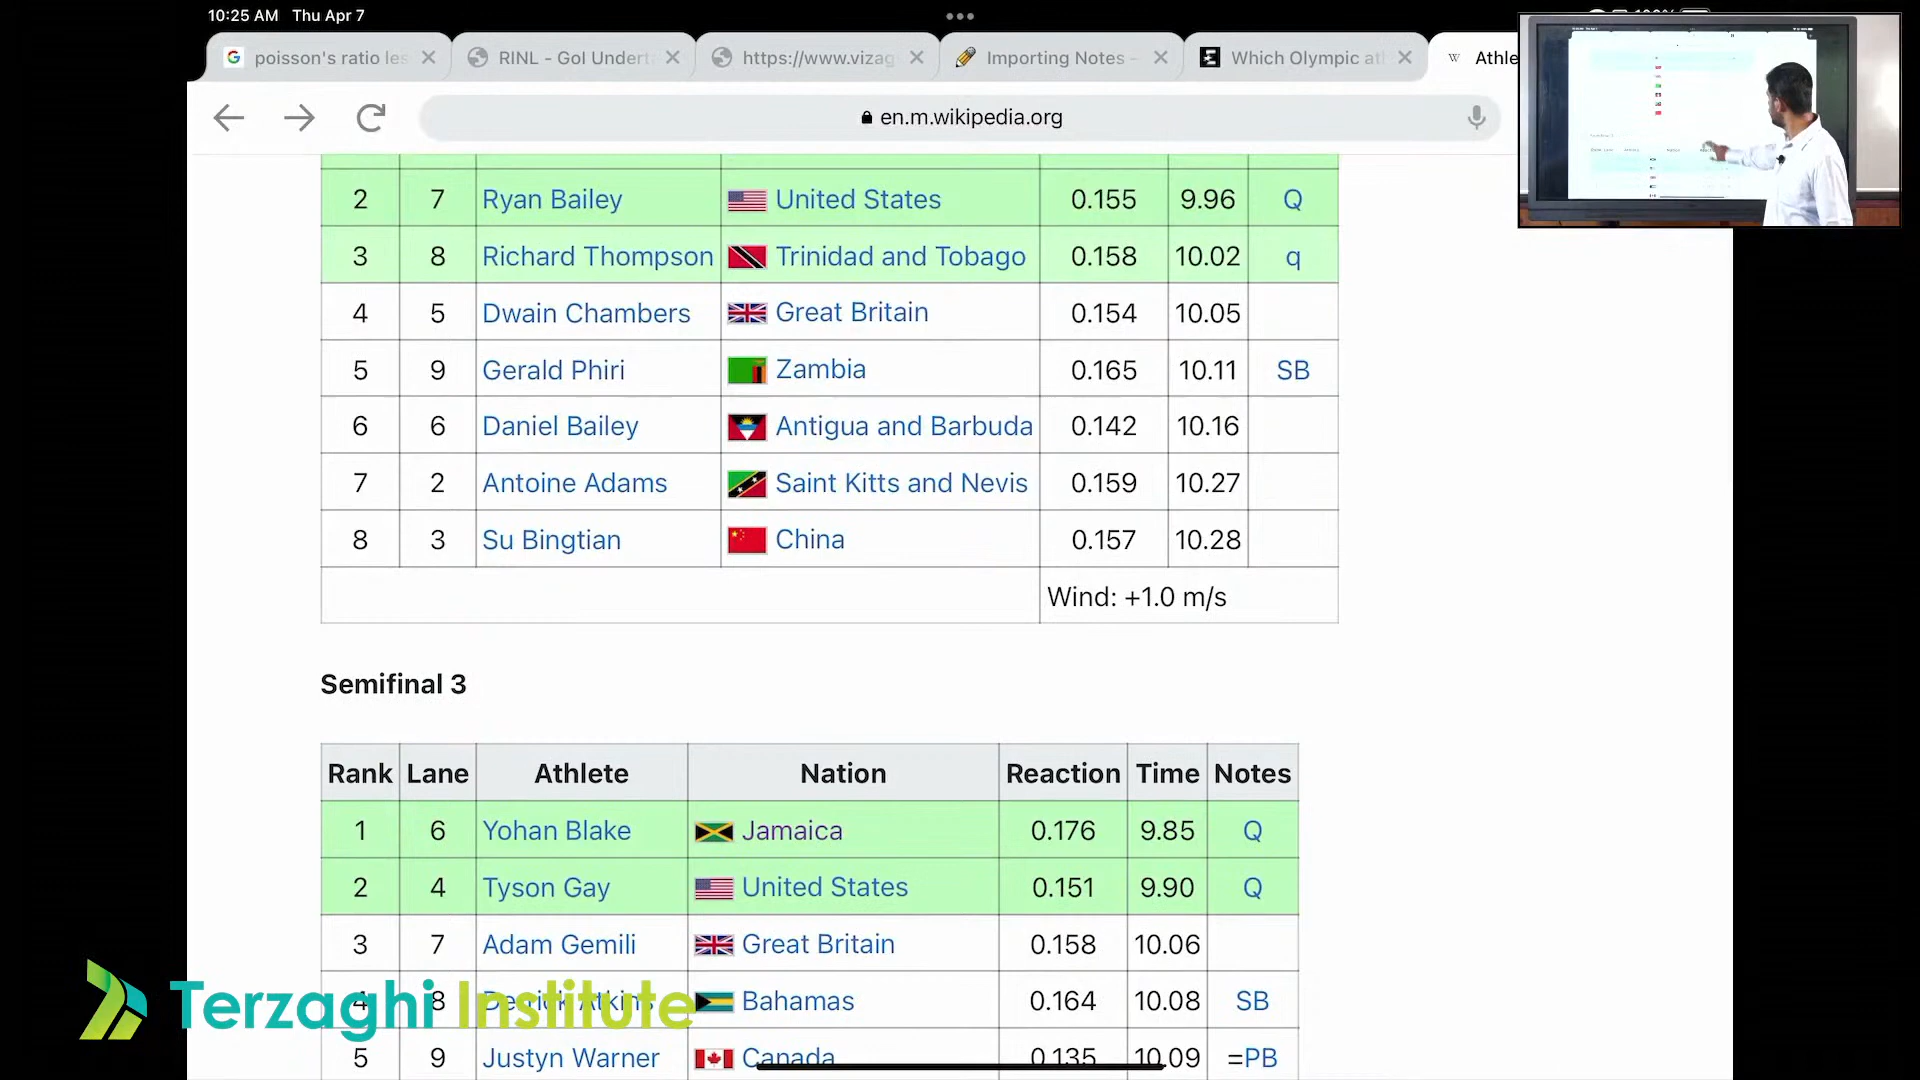 10:25 AM Thu Apr 7
poisson's ratio les
RINL - GoI Undert
https://www.vizag
Importing Notes -
Which Olympic at
Athle
en.m.wikipedia.org
2 7 Ryan Bailey United States 0.155 9.96 Q
3 8 Richard Thompson Trinidad and Tobago 0.158 10.02 q
4 5 Dwain Chambers Great Britain 0.154 10.05
5 9 Gerald Phiri Zambia 0.165 10.11 SB
6 6 Daniel Bailey Antigua and Barbuda 0.142 10.16
7 2 Antoine Adams Saint Kitts and Nevis 0.159 10.27
8 3 Su Bingtian China 0.157 10.28
Wind: +1.0 m/s
Semifinal 3
Rank Lane Athlete Nation Reaction Time Notes
1 6 Yohan Blake Jamaica 0.176 9.85 Q
2 4 Tyson Gay United States 0.151 9.90 Q
3 7 Adam Gemili Great Britain 0.158 10.06
4 8 Derrick Atkins Bahamas 0.164 10.08 SB
5 9 Justyn Warner Canada 0.135 10.09 =PB
Terzaghi Institute